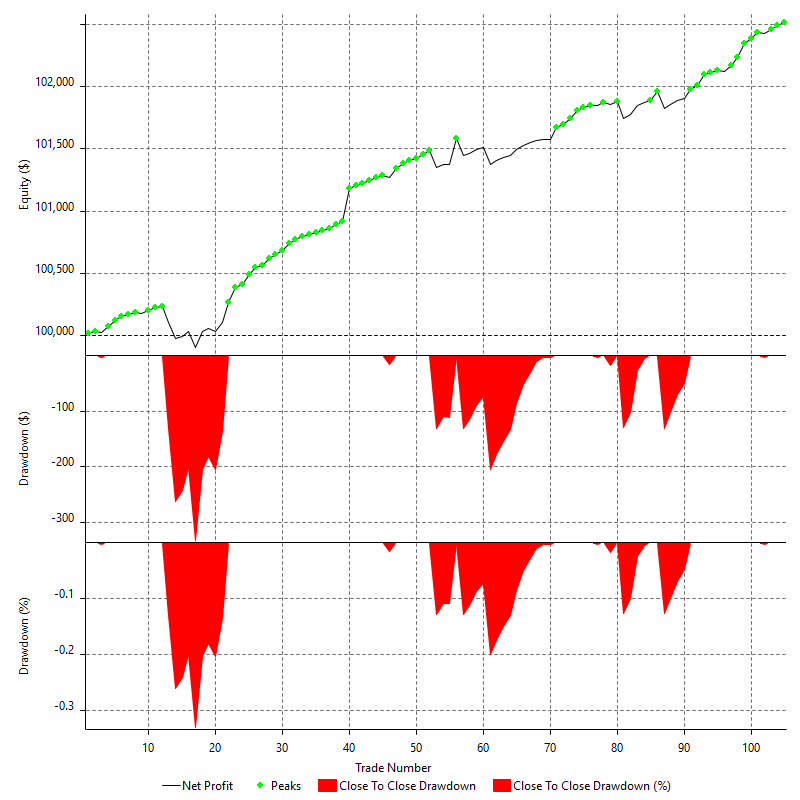 102,000
101,500
101,000
100,500
100,000
Equity ($)
-100
-200
-300
Drawdown ($)
-0.1
-0.2
-0.3
Drawdown (%)
10 20 30 40 50 60 70 80 90 100
Trade Number
Net Profit Peaks Close To Close Drawdown Close To Close Drawdown (%)